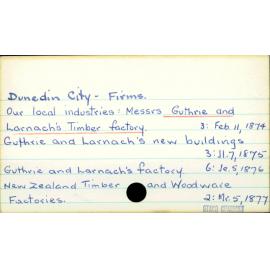 Dunedin City - Firms.
Our local industries: Messrs Guthrie and
Larnach's Timber factory. 3: Feb. 11, 1874
Guthrie and Larnach's new buildings
3: Jl. 7, 1875
Guthrie and Larnach's factory 6: Je. 5, 1876
New Zealand Timber and Woodware
Factories. 2: Mr. 5, 1877